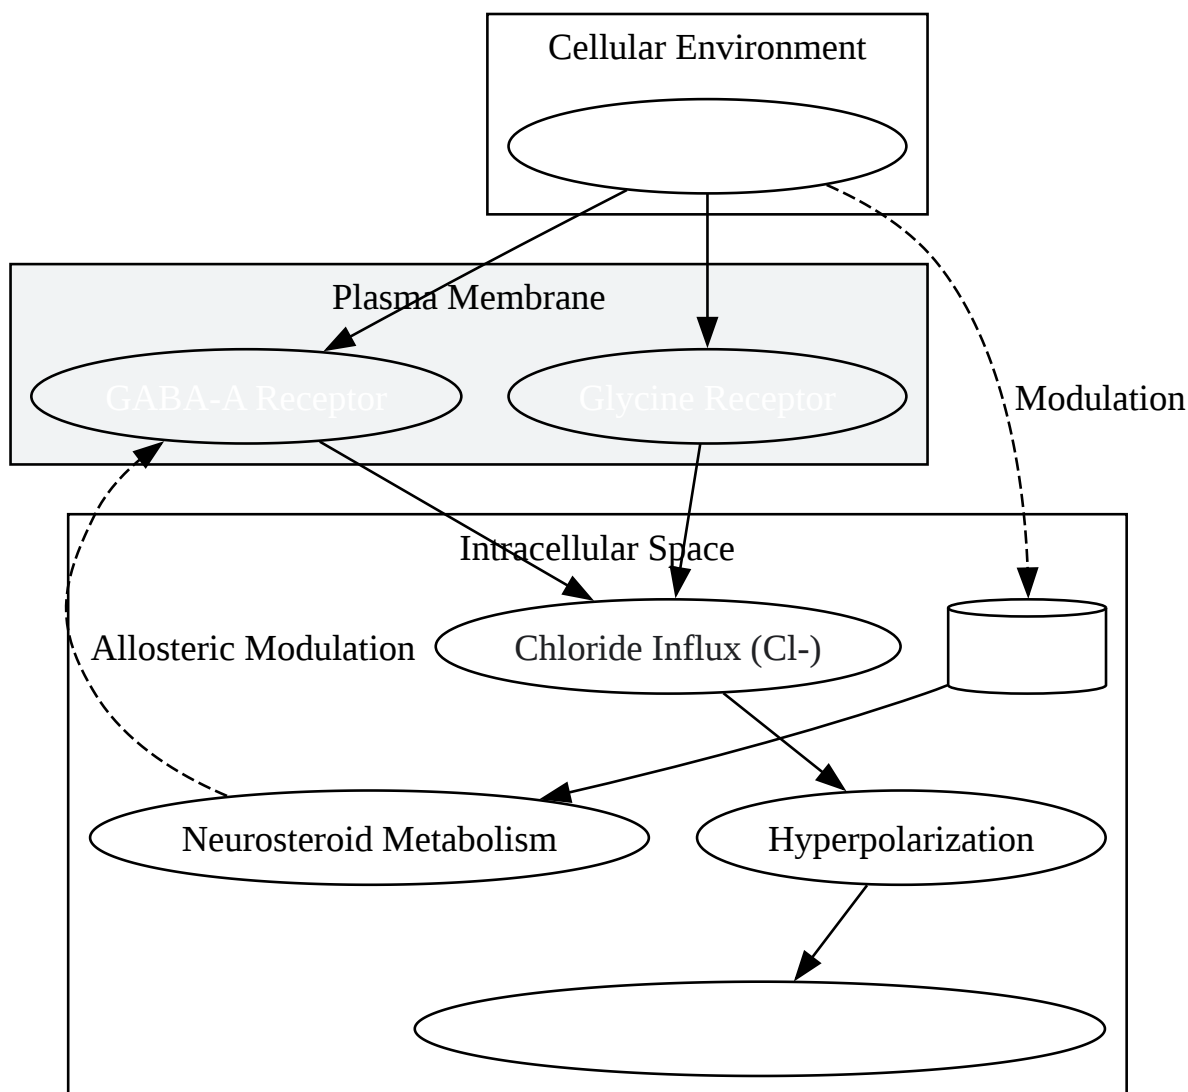 Cellular Environment
Plasma Membrane
GABA-A Receptor
Glycine Receptor
Modulation
Intracellular Space
Allosteric Modulation
Chloride Influx (Cl-)
Neurosteroid Metabolism
Hyperpolarization